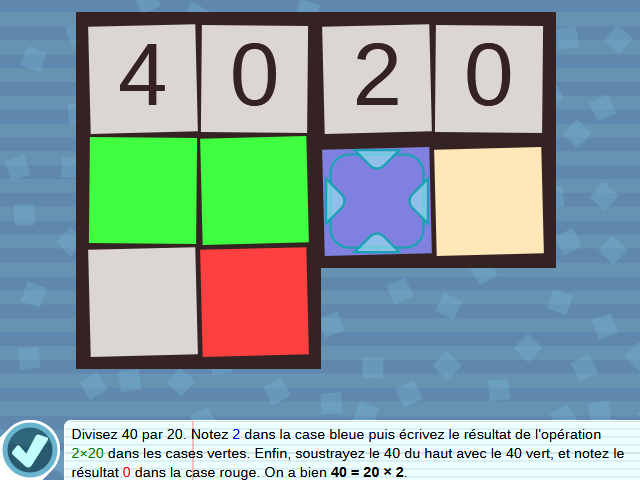 4 0 2 0
Divisez 40 par 20. Notez 2 dans la case bleue puis écrivez le résultat de l'opération
2×20 dans les cases vertes. Enfin, soustrayez le 40 du haut avec le 40 vert, et notez le
résultat 0 dans la case rouge. On a bien 40 = 20 × 2.